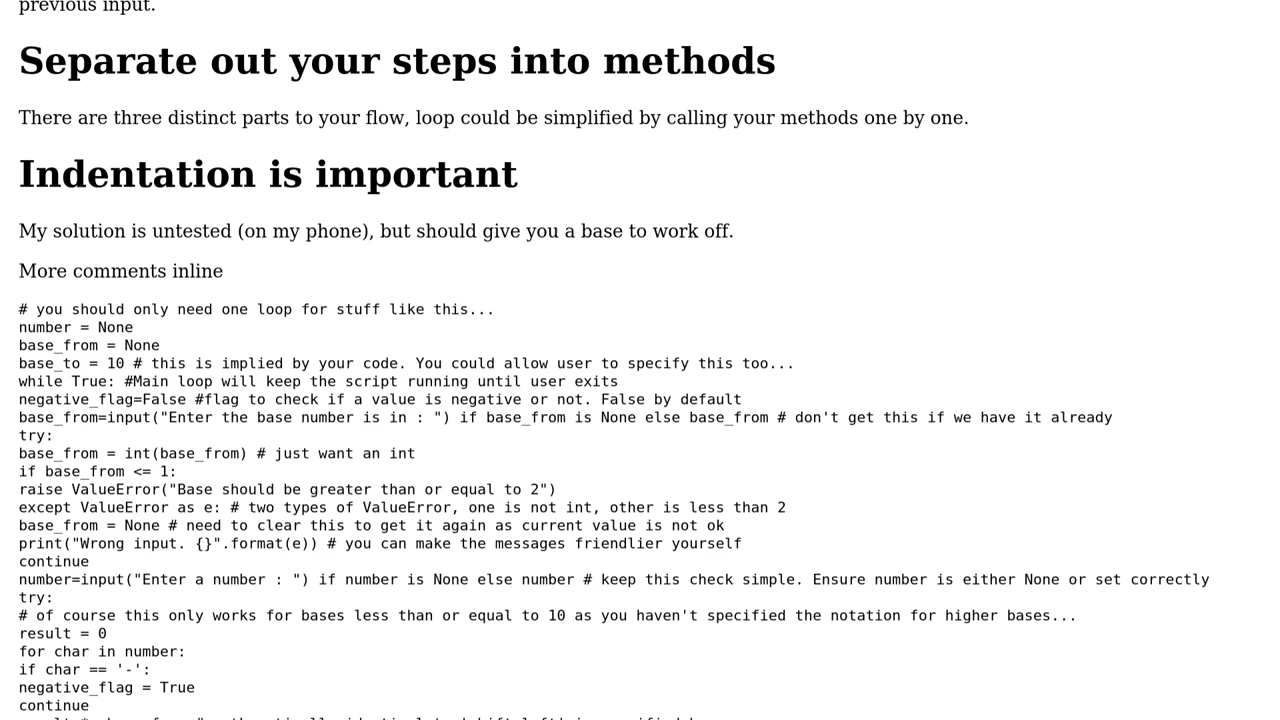 previous input.
Separate out your steps into methods
There are three distinct parts to your flow, loop could be simplified by calling your methods one by one.
Indentation is important
My solution is untested (on my phone), but should give you a base to work off.
More comments inline
# you should only need one loop for stuff like this...
number = None
base_from = None
base_to = 10 # this is implied by your code. You could allow user to specify this too...
while True: #Main loop will keep the script running until user exits
negative_flag=False #flag to check if a value is negative or not. False by default
base_from=input("Enter the base number is in : ") if base_from is None else base_from # don't get this if we have it already
try:
base_from = int(base_from) # just want an int
if base_from <= 1:
raise ValueError("Base should be greater than or equal to 2")
except ValueError as e: # two types of ValueError, one is not int, other is less than 2
base_from = None # need to clear this to get it again as current value is not ok
print("Wrong input. {}".format(e)) # you can make the messages friendlier yourself
continue
number=input("Enter a number : ") if number is None else number # keep this check simple. Ensure number is either None or set correctly
try:
# of course this only works for bases less than or equal to 10 as you haven't specified the notation for higher bases...
result = 0
for char in number:
if char == '-':
negative_flag = True
continue